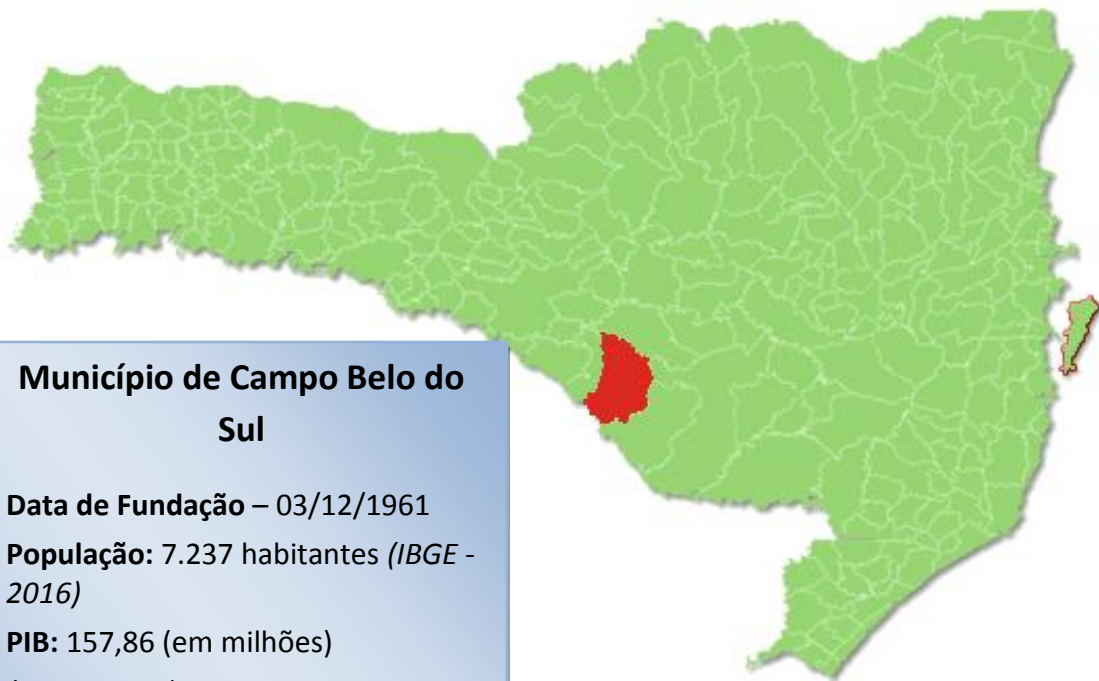 Município de Campo Belo do
Sul
Data de Fundação – 03/12/1961
População: 7.237 habitantes (IBGE -
2016)
PIB: 157,86 (em milhões)